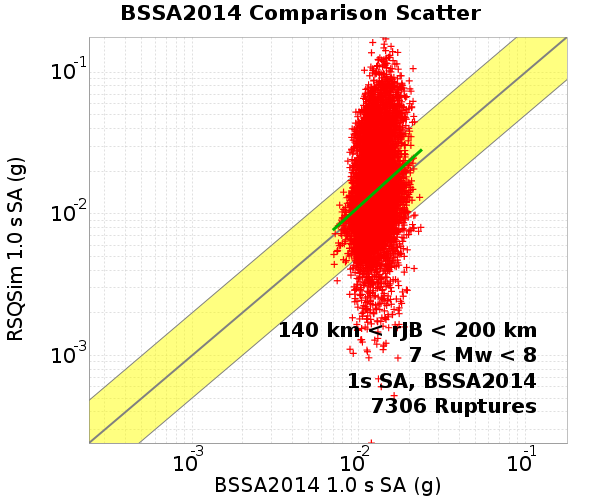 BSSA2014 Comparison Scatter
RSQSim 1.0 s SA (g)
10-1
10-2
10-3
140 km < rJB < 200 km
7 < Mw < 8
1s SA, BSSA2014
7306 Ruptures
10-3 10-2 10-1
BSSA2014 1.0 s SA (g)